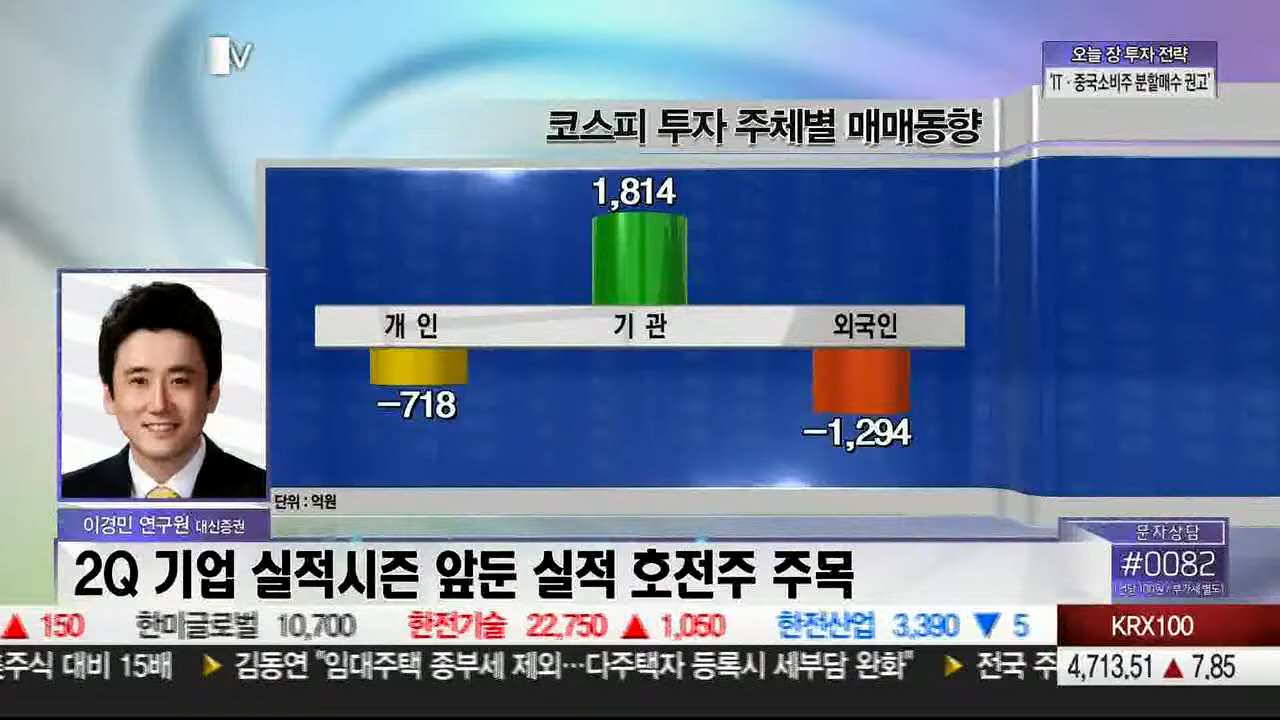 V
오늘 장 투자 전략
'IT·중국소비주 분할매수 권고'
코스피 투자 주체별 매매동향
1,814
개 인
기 관
외국인
-718
-1,294
단위 : 억원
이경민 연구원 대신증권
2Q 기업 실적시즌 앞둔 실적 호전주 주목
문자상담
#0082
▲ 150 한미글로벌 10,700 한전기술 22,750 ▲ 1,050 한전산업 3,390 ▼ 5
KRX100
주식 대비 15배 ▶ 김동연 "임대주택 종부세 제외…다주택자 등록시 세부담 완화" ▶ 전국
4,713.51 ▲ 7.85